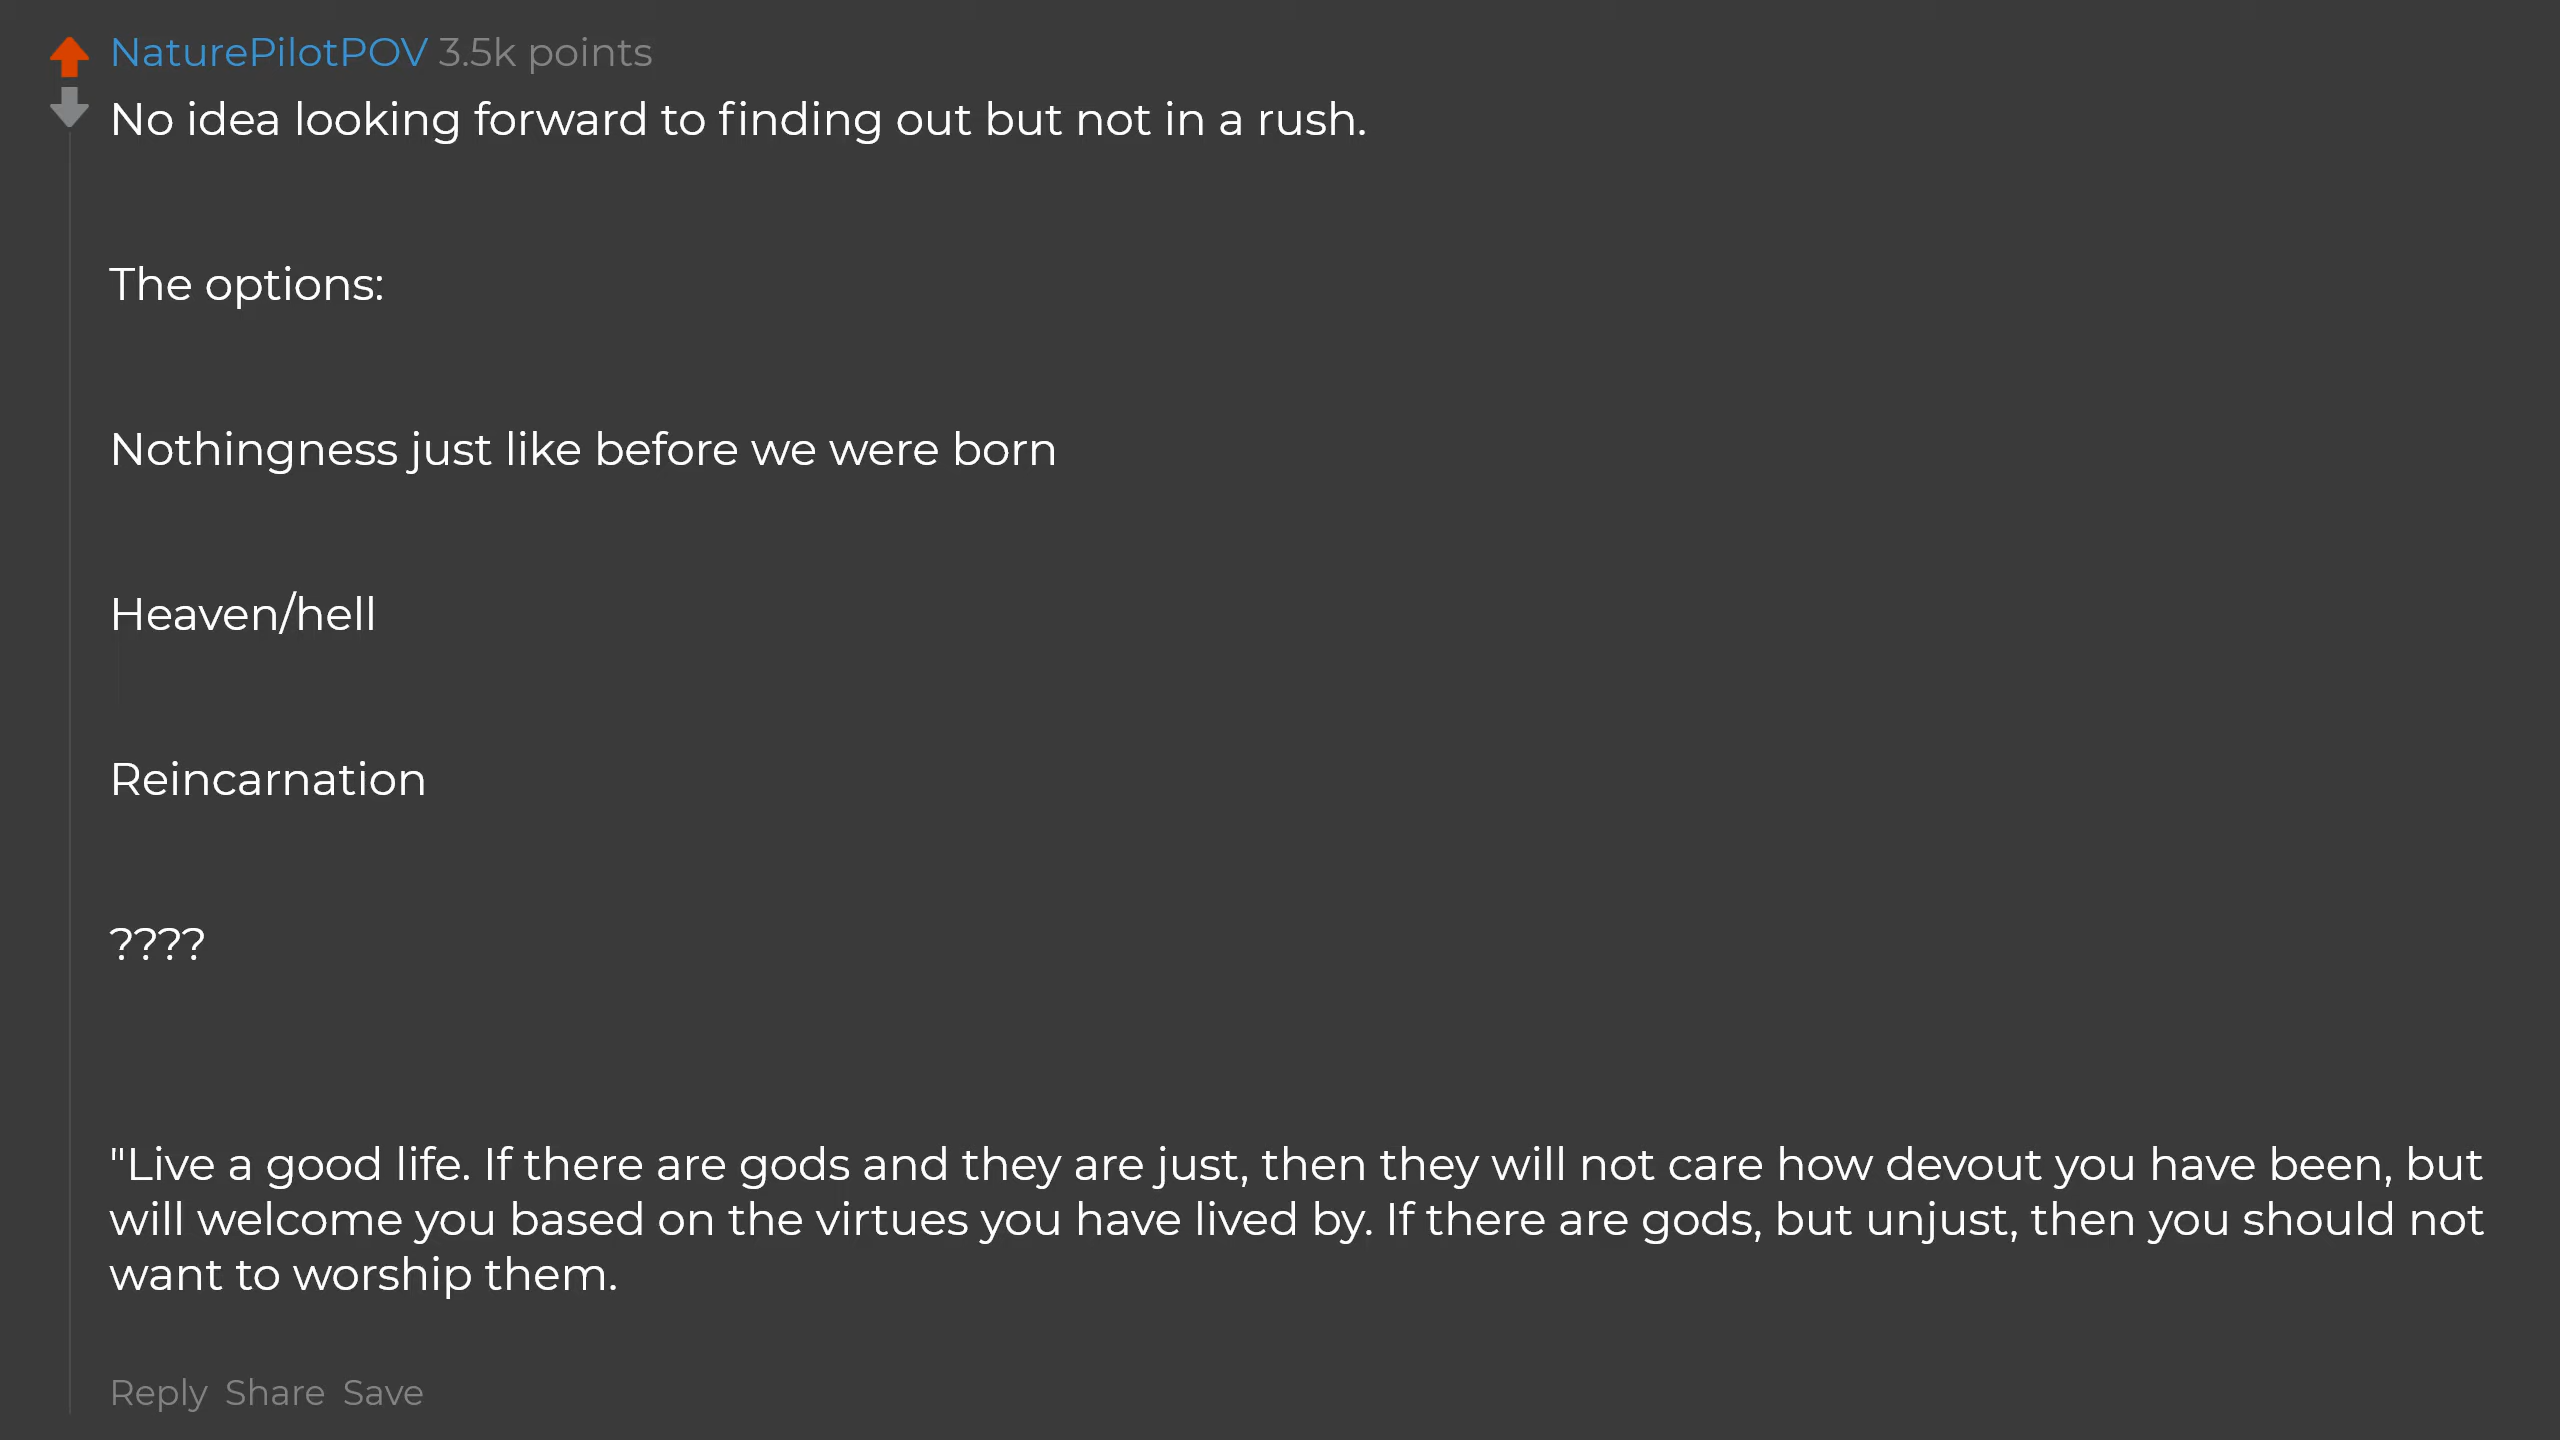 NaturePilotPOV 3.5k points
No idea looking forward to finding out but not in a rush.
The options:
Nothingness just like before we were born
Heaven/hell
Reincarnation
????
"Live a good life. If there are gods and they are just, then they will not care how devout you have been, but
will welcome you based on the virtues you have lived by. If there are gods, but unjust, then you should not
want to worship them.
Reply Share Save